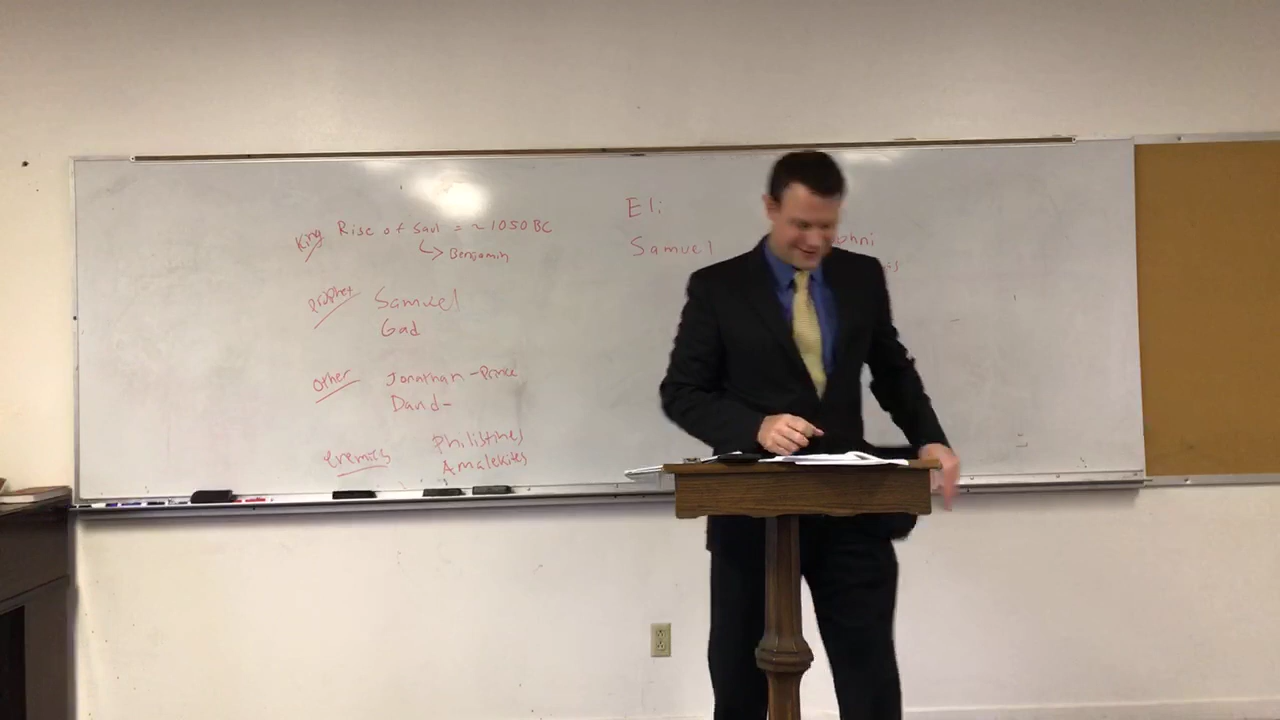 King Rise of Saul = ~1050 BC
↳ Benjamin
Prophet Samuel
Gad
Other Jonathan - Prince
David -
Enemies Philistines
Amalekites
Eli
Samuel